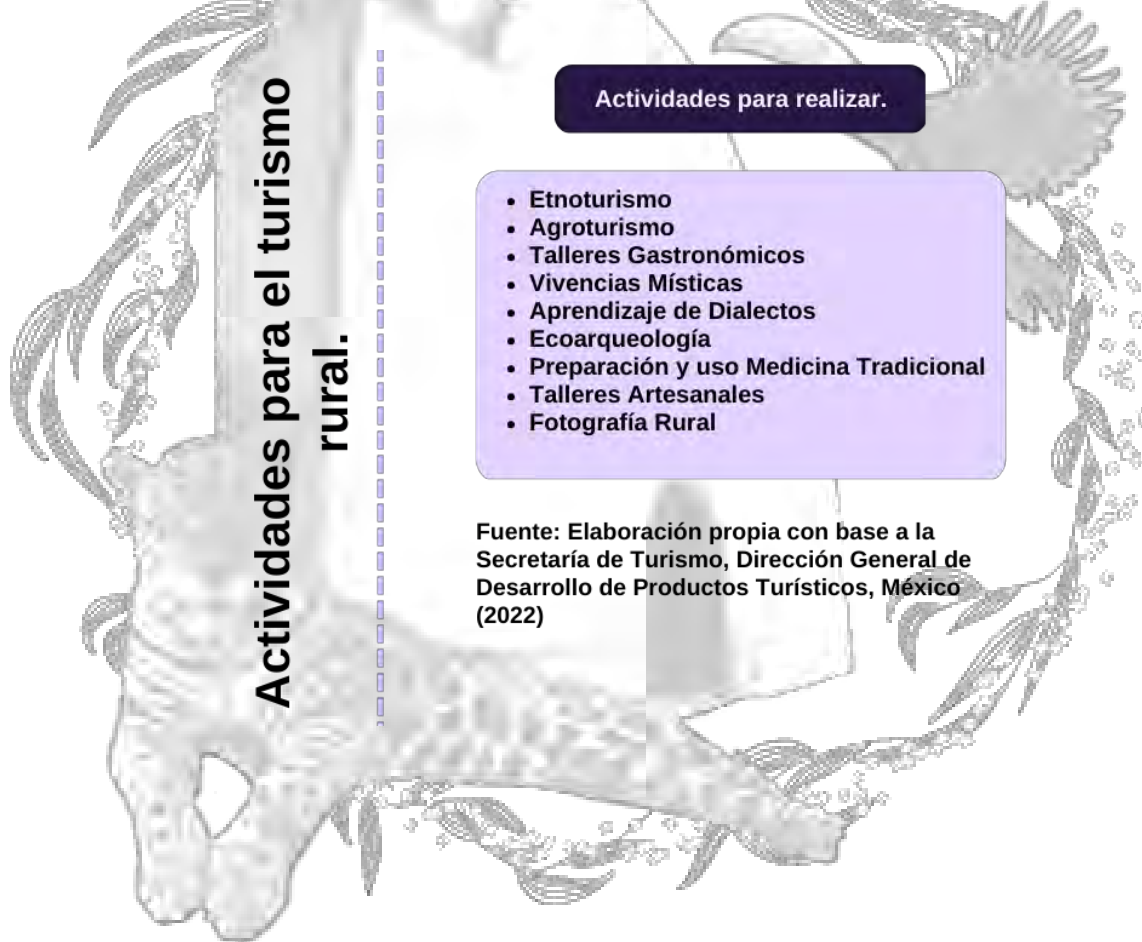 Actividades para el turismo
rural.
Actividades para realizar.
• Etnoturismo
• Agroturismo
• Talleres Gastronómicos
• Vivencias Místicas
• Aprendizaje de Dialectos
• Ecoarqueología
• Preparación y uso Medicina Tradicional
• Talleres Artesanales
• Fotografía Rural
Fuente: Elaboración propia con base a la
Secretaría de Turismo, Dirección General de
Desarrollo de Productos Turísticos, México
(2022)